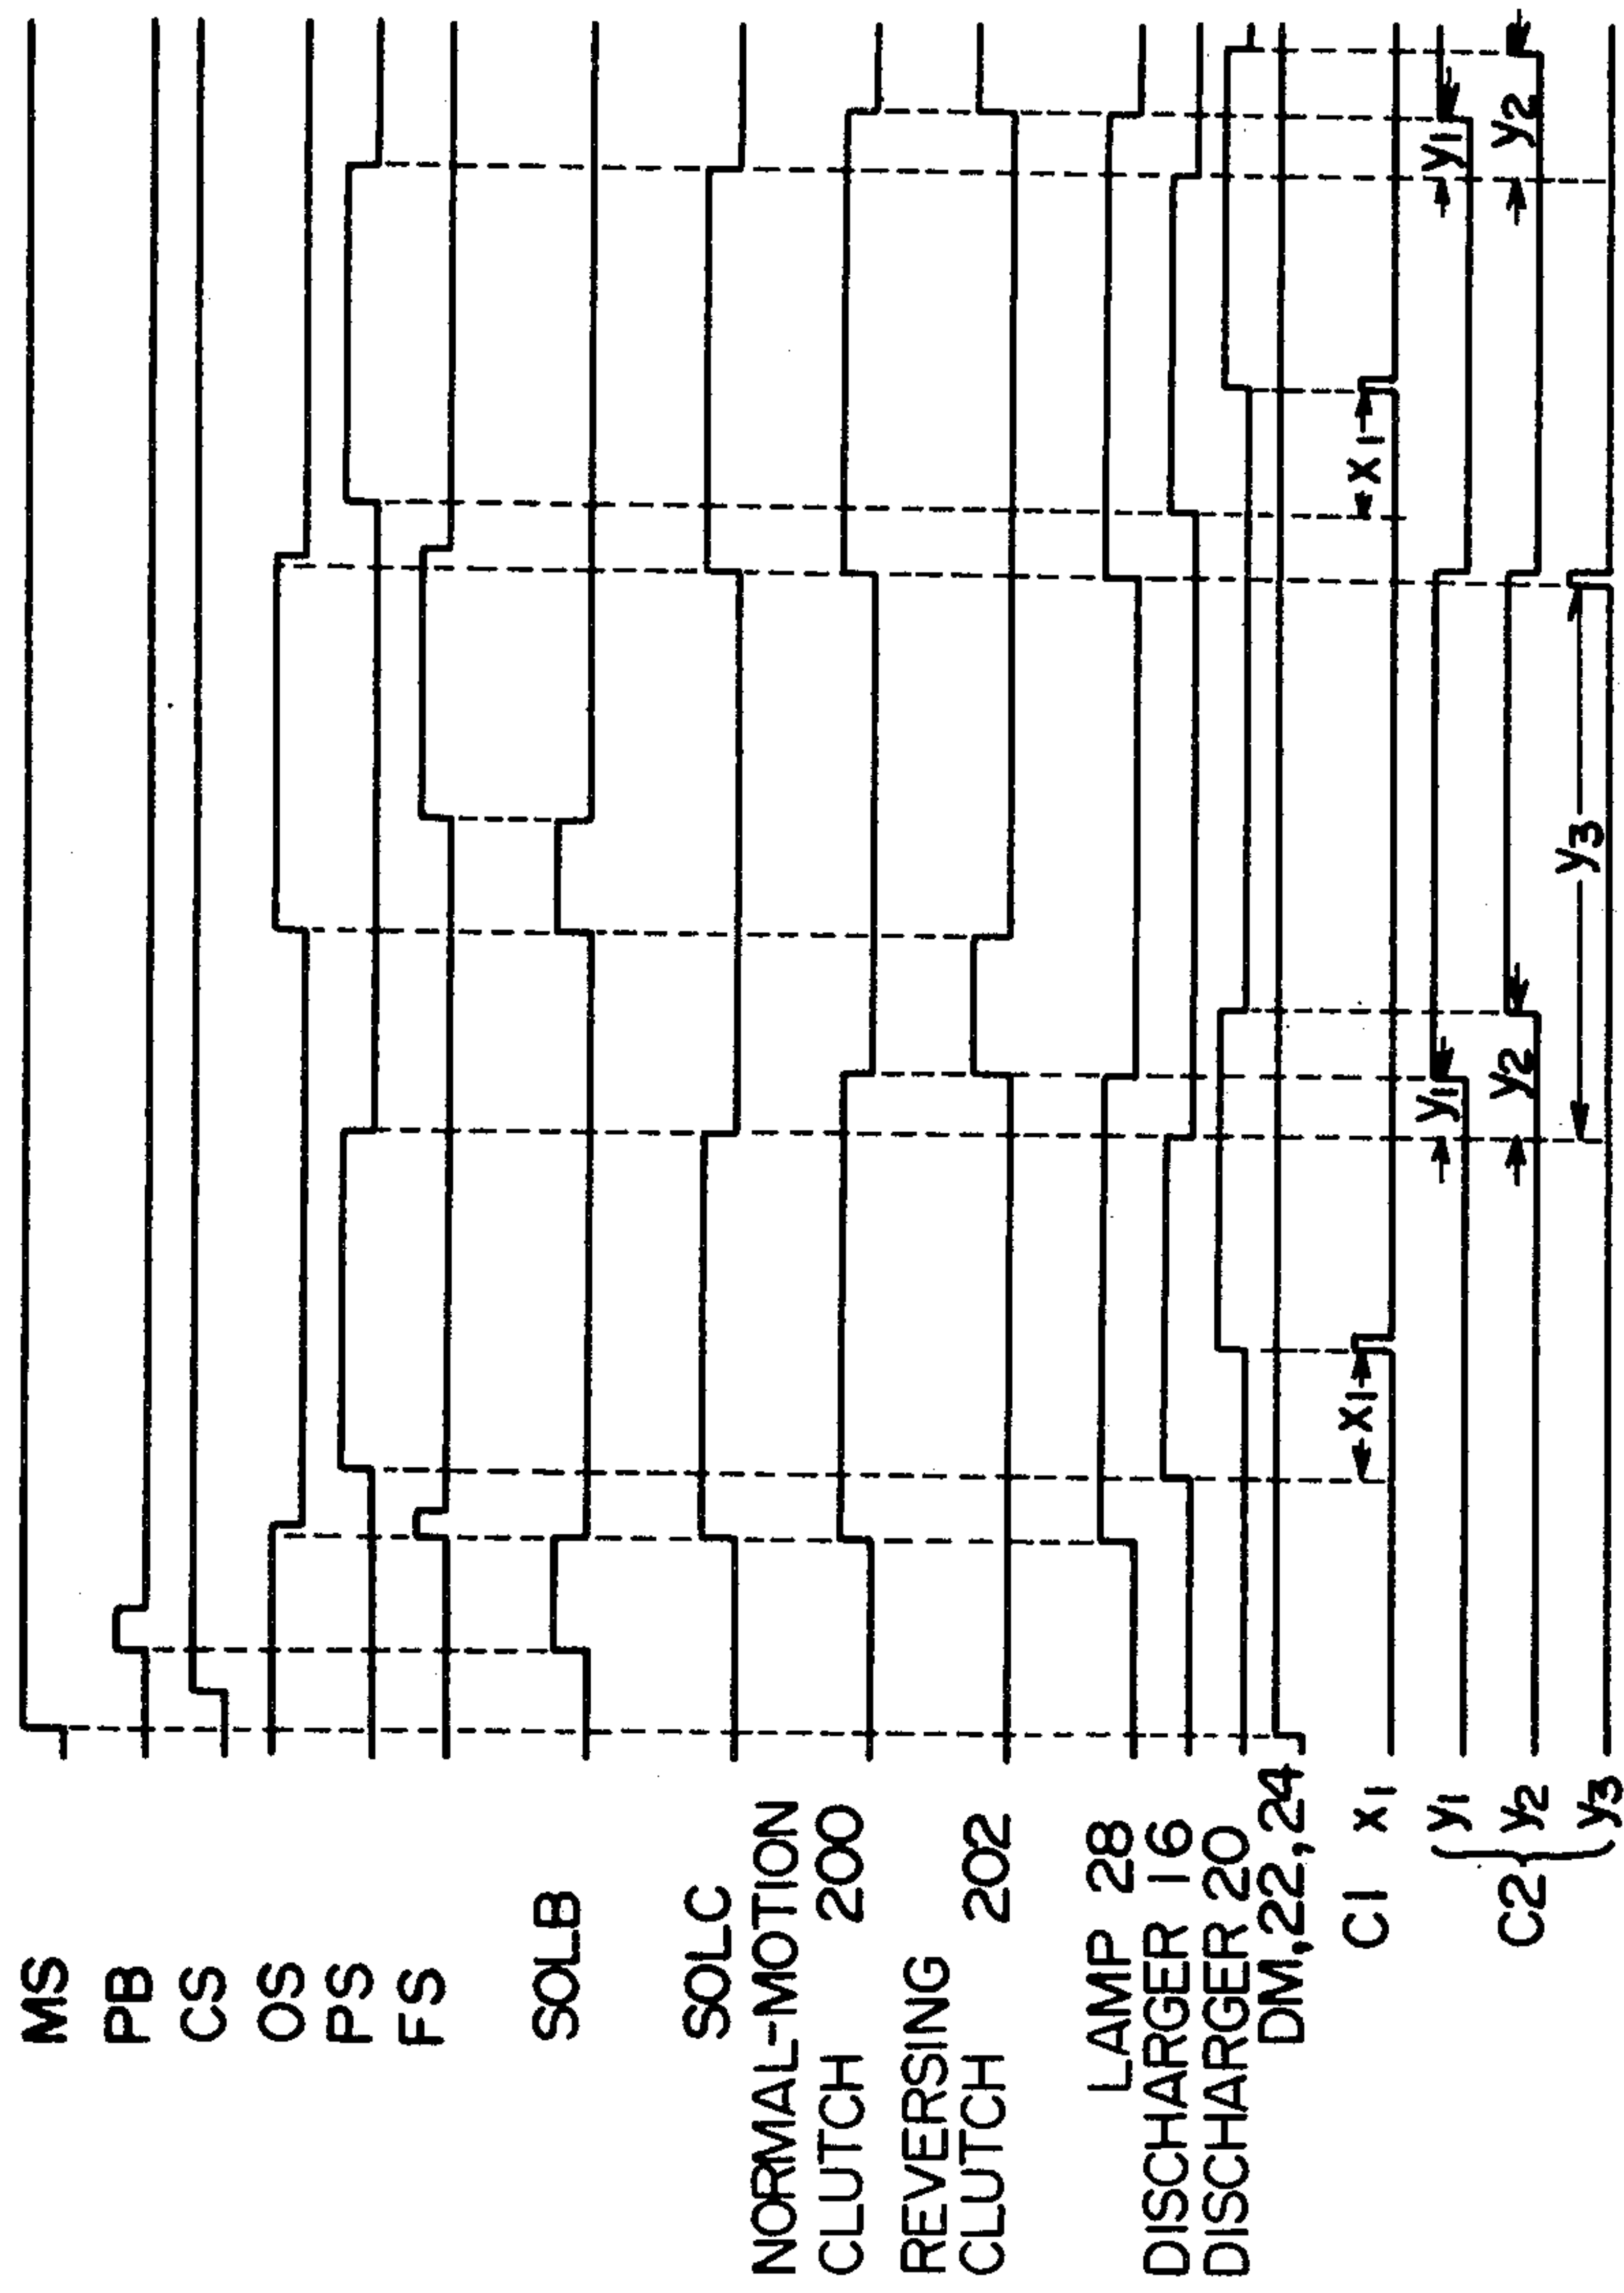 MS
PB
CS
OS
PS
FS
SOLB
SOLC
NORMAL-MOTION
CLUTCH 200
REVERSING
CLUTCH 202
LAMP 28
DISCHARGER 16
DISCHARGER 20
DM,22,24
C1 X1
X1 X1
C2 { y1
y1 y1
y2
y2 y2
y3
y3